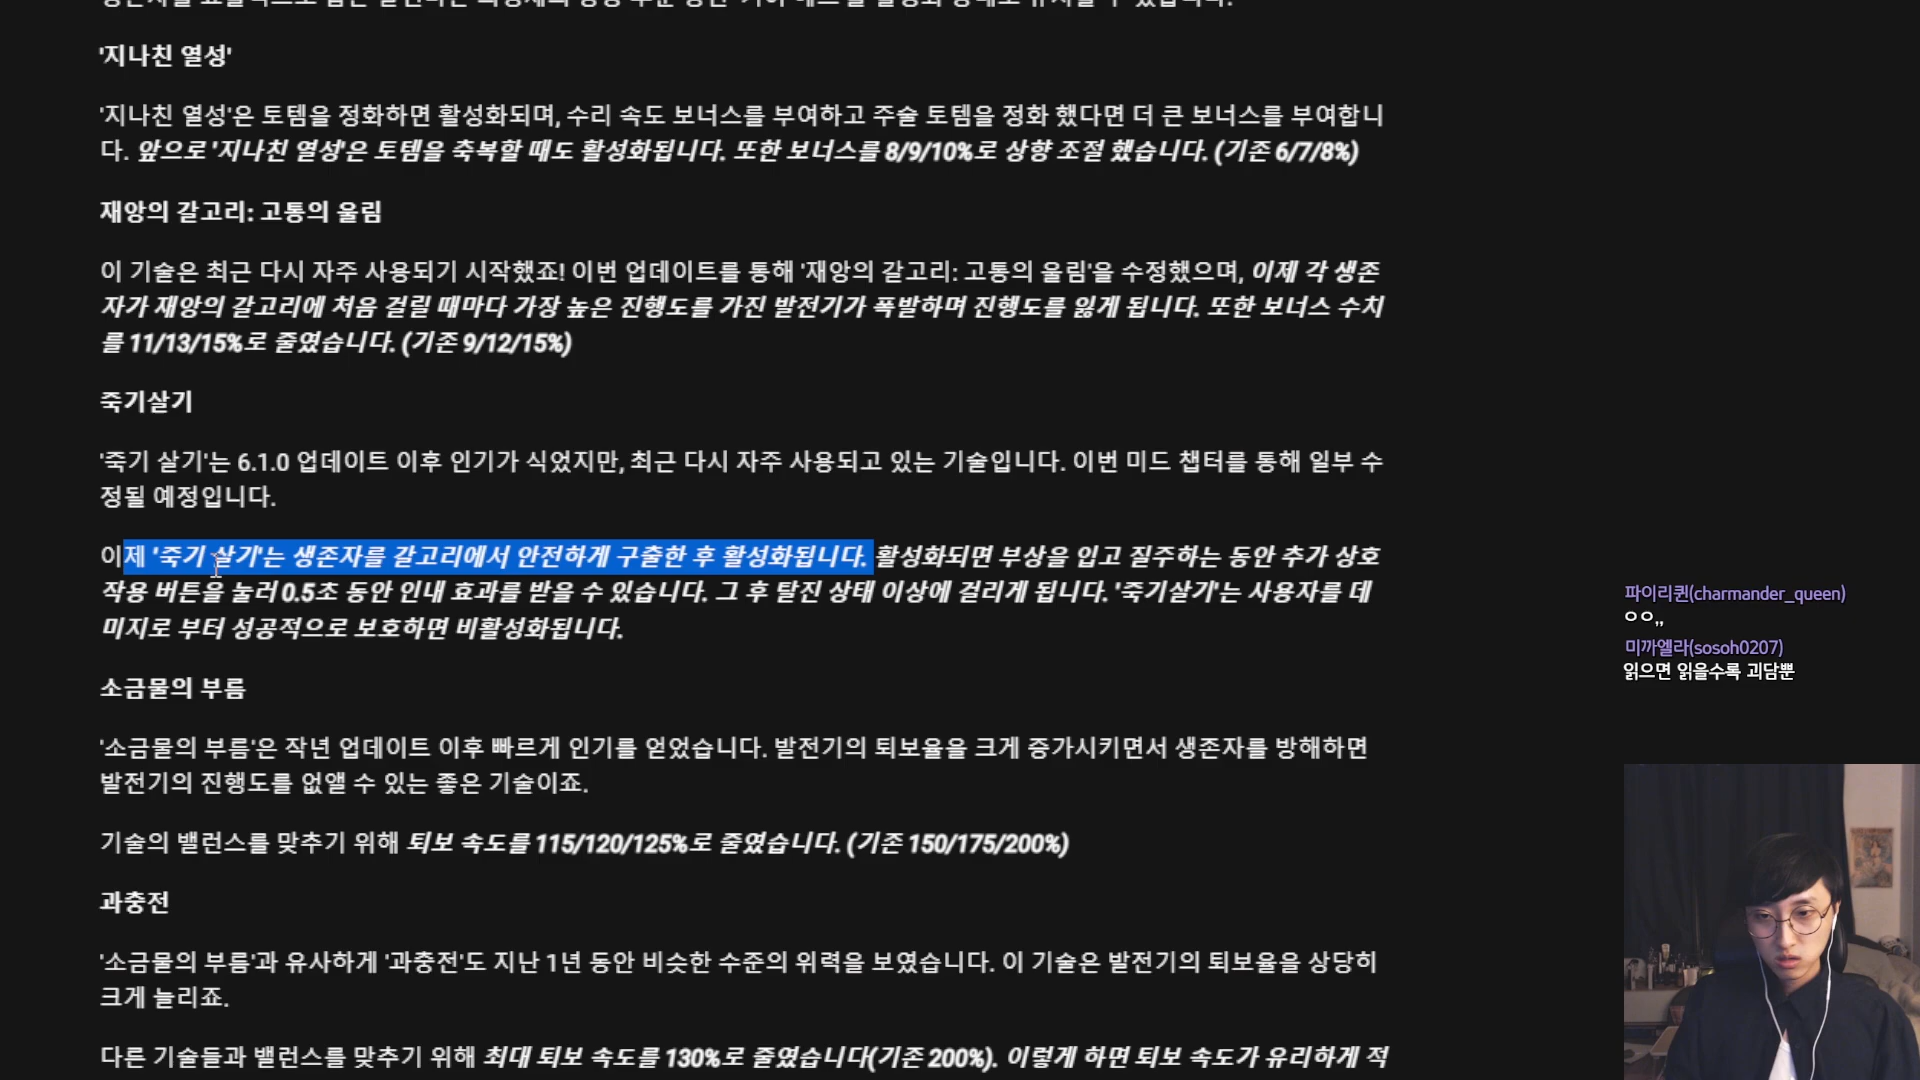 '지나친 열성'
'지나친 열성'은 토템을 정화하면 활성화되며, 수리 속도 보너스를 부여하고 주술 토템을 정화 했다면 더 큰 보너스를 부여합니
다. 앞으로 '지나친 열성'은 토템을 축복할 때도 활성화됩니다. 또한 보너스를 8/9/10%로 상향 조절 했습니다. (기존 6/7/8%)
재앙의 갈고리: 고통의 울림
이 기술은 최근 다시 자주 사용되기 시작했죠! 이번 업데이트를 통해 '재앙의 갈고리: 고통의 울림'을 수정했으며, 이제 각 생존
자가 재앙의 갈고리에 처음 걸릴 때마다 가장 높은 진행도를 가진 발전기가 폭발하며 진행도를 잃게 됩니다. 또한 보너스 수치
를 11/13/15%로 줄였습니다. (기존 9/12/15%)
죽기살기
'죽기 살기'는 6.1.0 업데이트 이후 인기가 식었지만, 최근 다시 자주 사용되고 있는 기술입니다. 이번 미드 챕터를 통해 일부 수
정될 예정입니다.
이제 '죽기 살기'는 생존자를 갈고리에서 안전하게 구출한 후 활성화됩니다. 활성화되면 부상을 입고 질주하는 동안 추가 상호
작용 버튼을 눌러 0.5초 동안 인내 효과를 받을 수 있습니다. 그 후 탈진 상태 이상에 걸리게 됩니다. '죽기살기'는 사용자를 데
미지로 부터 성공적으로 보호하면 비활성화됩니다.
소금물의 부름
'소금물의 부름'은 작년 업데이트 이후 빠르게 인기를 얻었습니다. 발전기의 퇴보율을 크게 증가시키면서 생존자를 방해하면
발전기의 진행도를 없앨 수 있는 좋은 기술이죠.
기술의 밸런스를 맞추기 위해 퇴보 속도를 115/120/125%로 줄였습니다. (기존 150/175/200%)
과충전
'소금물의 부름'과 유사하게 '과충전'도 지난 1년 동안 비슷한 수준의 위력을 보였습니다. 이 기술은 발전기의 퇴보율을 상당히
크게 늘리죠.
다른 기술들과 밸런스를 맞추기 위해 최대 퇴보 속도를 130%로 줄였습니다(기존 200%). 이렇게 하면 퇴보 속도가 유리하게 적
파이리퀸(charmander_queen)
ㅇㅇ,,
미까엘라(sosoh0207)
읽으면 읽을수록 괴담뿐